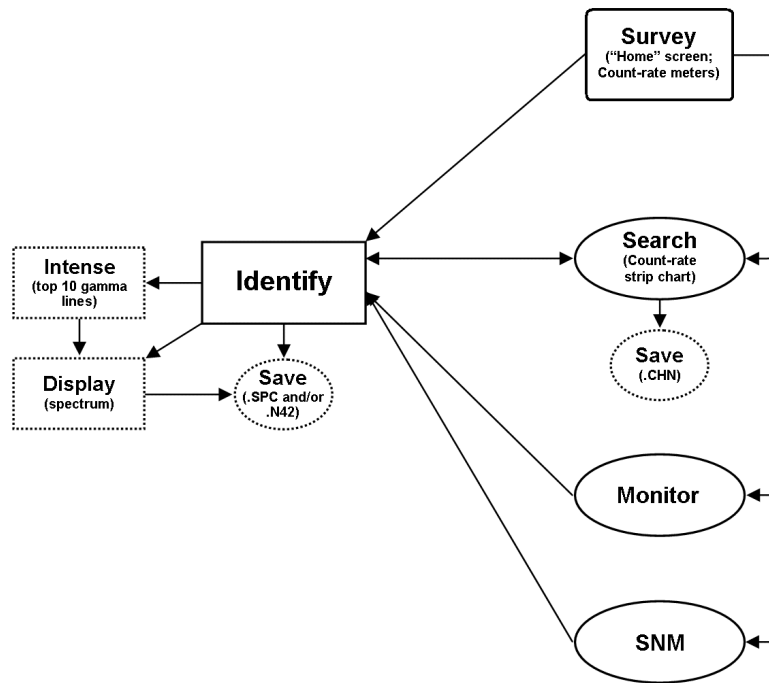 Survey
(“Home” screen;
Count-rate meters)
Search
(Count-rate
strip chart)
Identify
Intense
(top 10 gamma
lines)
Save
(.CHN)
Display
(spectrum)
Save
(.SPC and/or
.N42)
Monitor
SNM